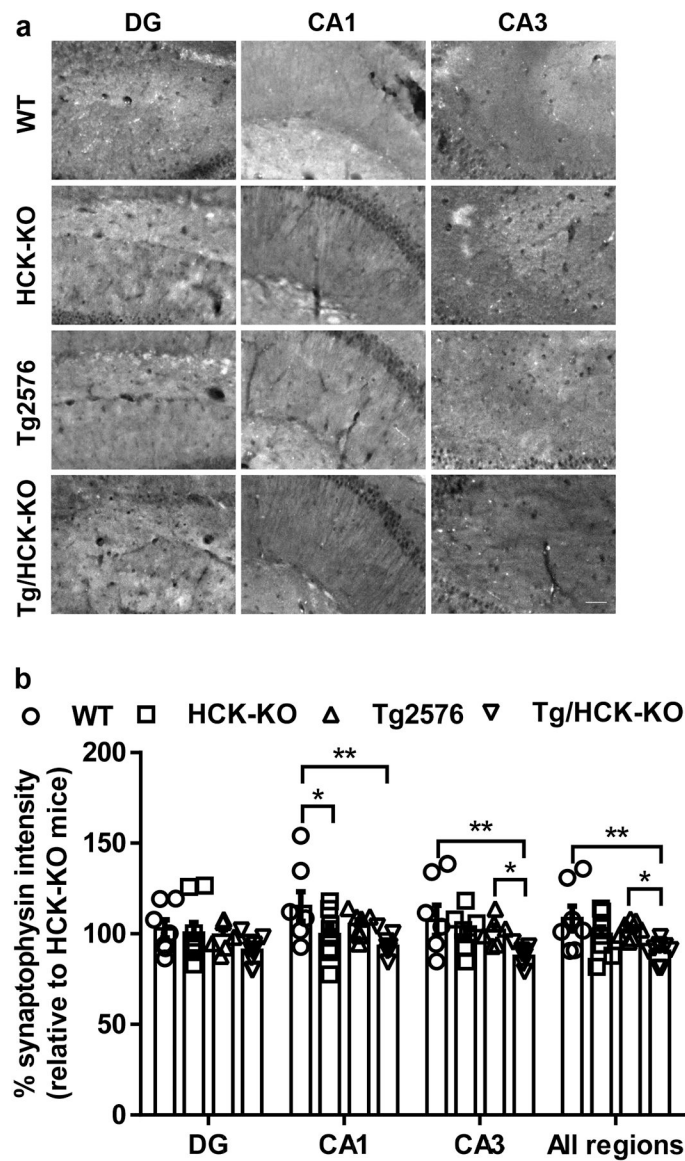 a
DG CA1 CA3
WT
HCK-KO
Tg2576
Tg/HCK-KO
b
WT HCK-KO Tg2576 Tg/HCK-KO
% synaptophysin intensity
(relative to HCK-KO mice)
200
150
100
50
0
**
*
**
*
**
*
DG CA1 CA3 All regions